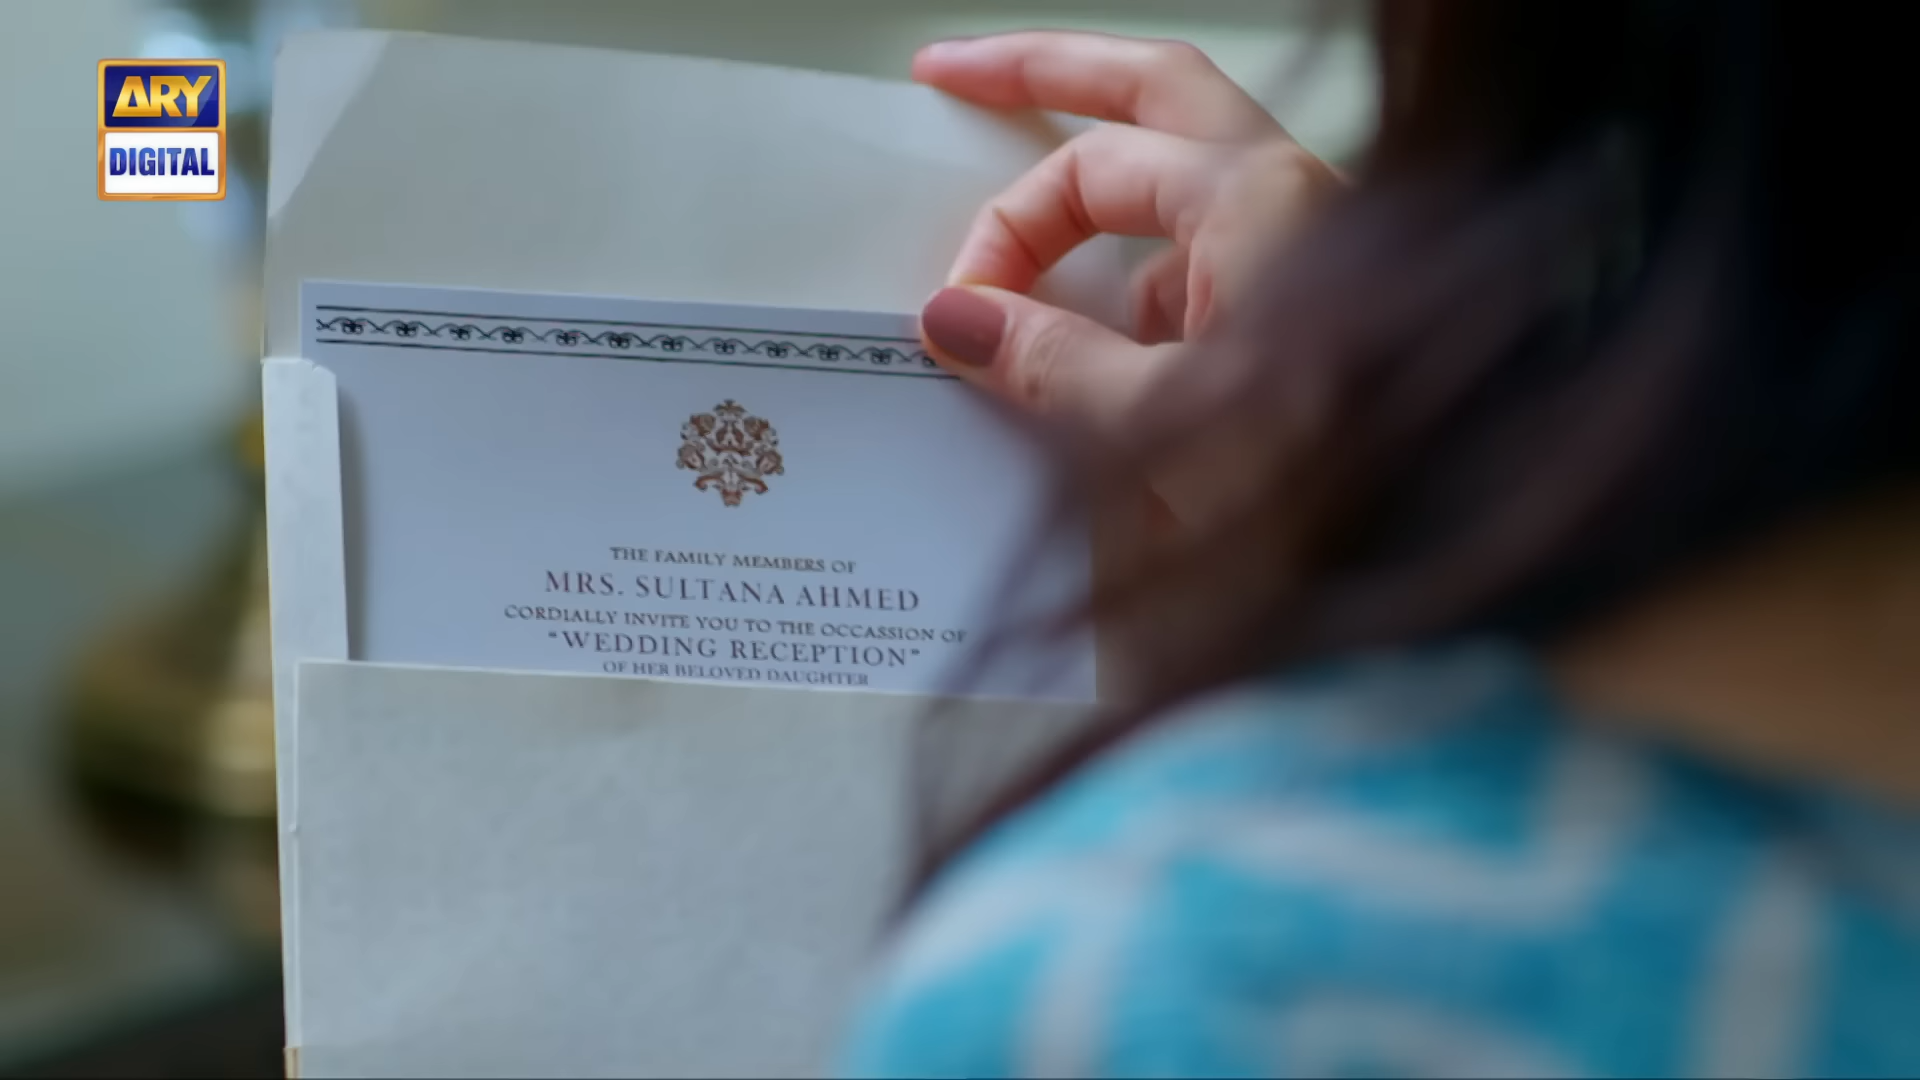 ARY
DIGITAL
THE FAMILY MEMBERS OF
MRS. SULTANA AHMED
CORDIALLY INVITE YOU TO THE OCCASSION OF
"WEDDING RECEPTION"
OF HER BELOVED DAUGHTER